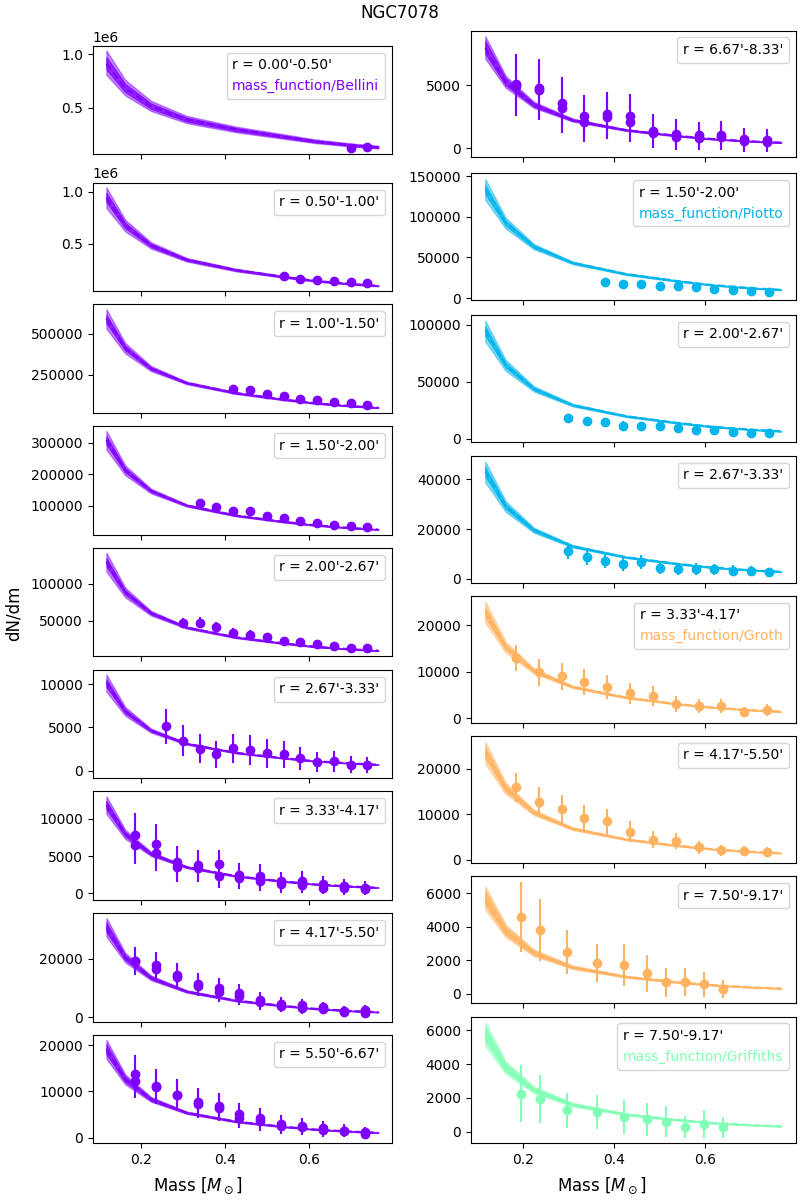 NGC7078
dN/dm
1e6
1.0
0.5
r = 0.00'-0.50'
mass_function/Bellini
1e6
1.0
0.5
r = 0.50'-1.00'
500000
250000
r = 1.00'-1.50'
300000
200000
100000
r = 1.50'-2.00'
100000
50000
r = 2.00'-2.67'
10000
5000
0
r = 2.67'-3.33'
10000
5000
0
r = 3.33'-4.17'
20000
0
r = 4.17'-5.50'
20000
10000
0
r = 5.50'-6.67'
0.2
0.4
0.6
Mass [$M_\odot$]
5000
0
r = 6.67'-8.33'
150000
100000
50000
0
r = 1.50'-2.00'
mass_function/Piotto
100000
50000
0
r = 2.00'-2.67'
40000
20000
0
r = 2.67'-3.33'
20000
10000
0
r = 3.33'-4.17'
mass_function/Groth
20000
10000
0
r = 4.17'-5.50'
6000
4000
2000
0
r = 7.50'-9.17'
6000
4000
2000
0
r = 7.50'-9.17'
mass_function/Griffiths
0.2
0.4
0.6
Mass [$M_\odot$]